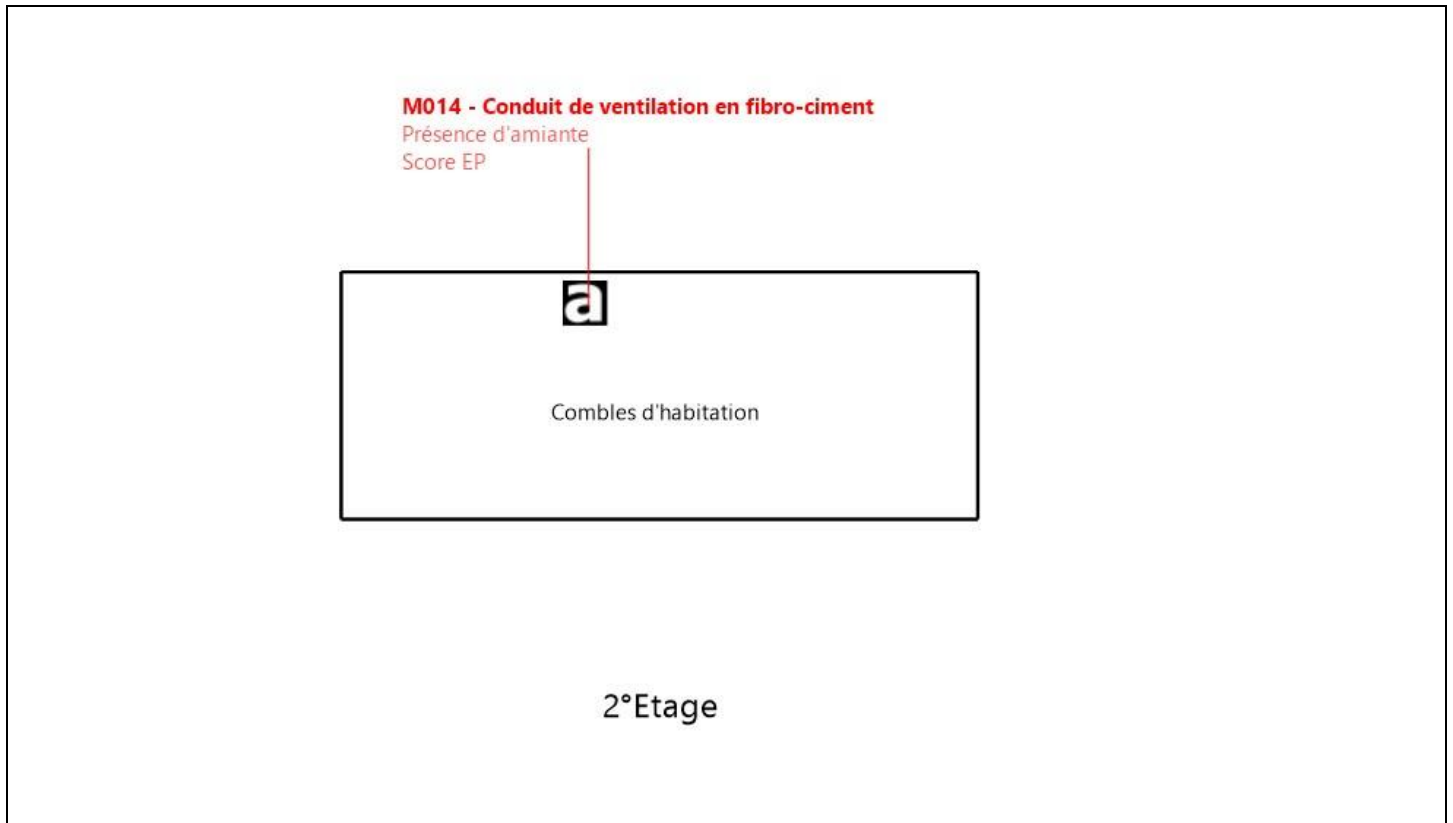 M014 - Conduit de ventilation en fibro-ciment
Présence d'amiante
Score EP
a
Combles d'habitation
2°Etage